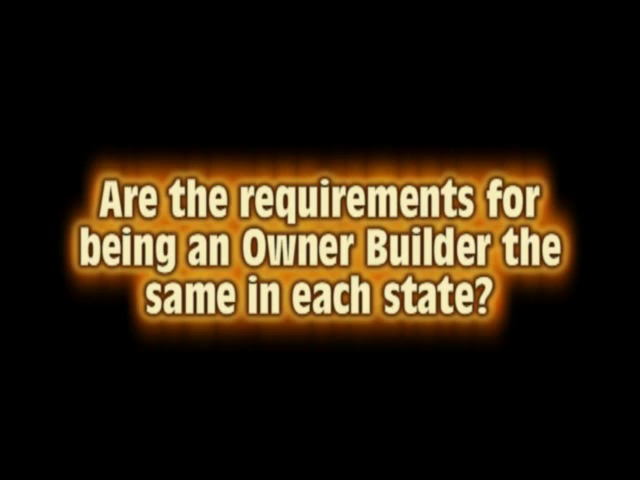 Are the requirements for
being an Owner Builder the
same in each state?